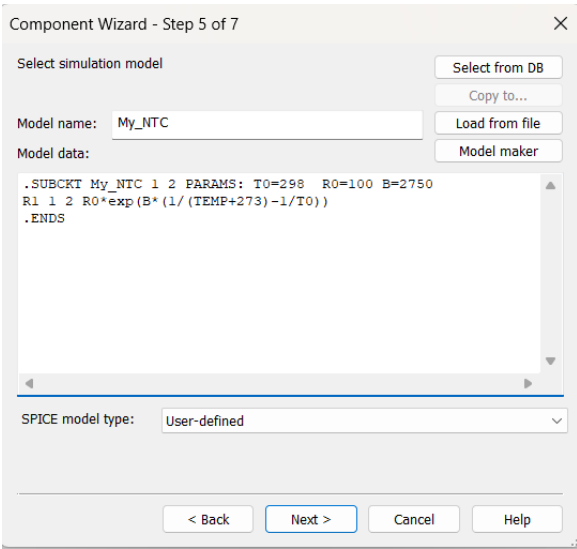 Component Wizard - Step 5 of 7
Select simulation model
Select from DB
Copy to...
Model name:
My_NTC
Load from file
Model data:
Model maker
.SUBCKT My_NTC 1 2 PARAMS: T0=298  R0=100 B=2750
R1 1 2 R0*exp(B*(1/(TEMP+273)-1/T0))
.ENDS
SPICE model type:
User-defined
< Back
Next >
Cancel
Help